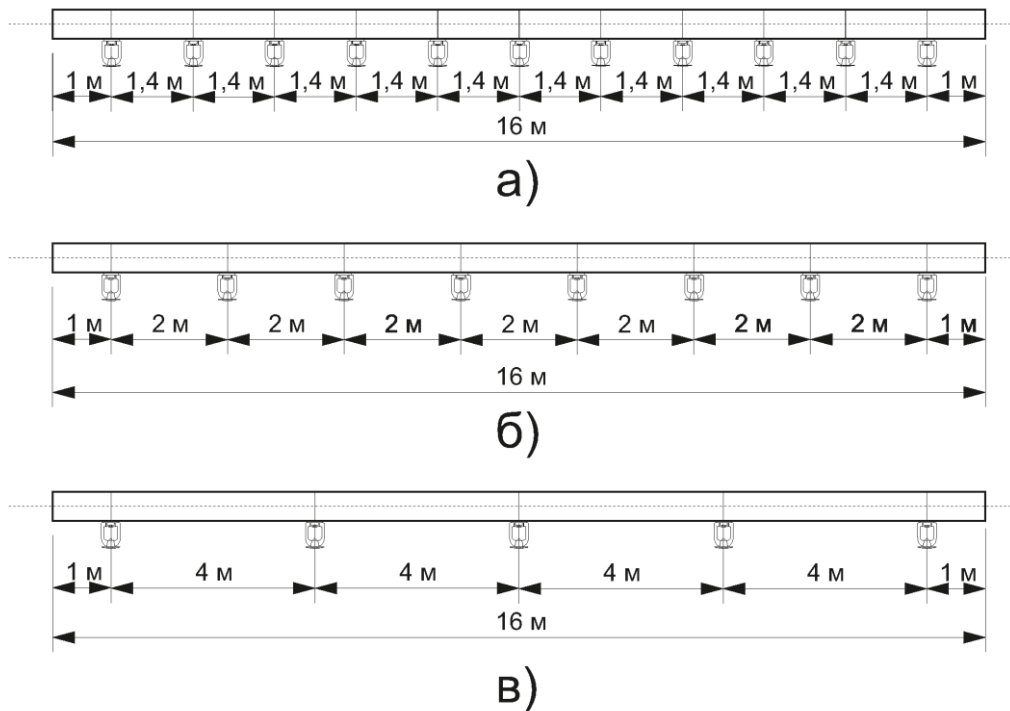 1 м 1,4 м 1,4 м 1,4 м 1,4 м 1,4 м 1,4 м 1,4 м 1,4 м 1,4 м 1 м
16 м
а)
1 м 2 м 2 м 2 м 2 м 2 м 2 м 2 м 1 м
16 м
б)
1 м 4 м 4 м 4 м 4 м 1 м
16 м
в)